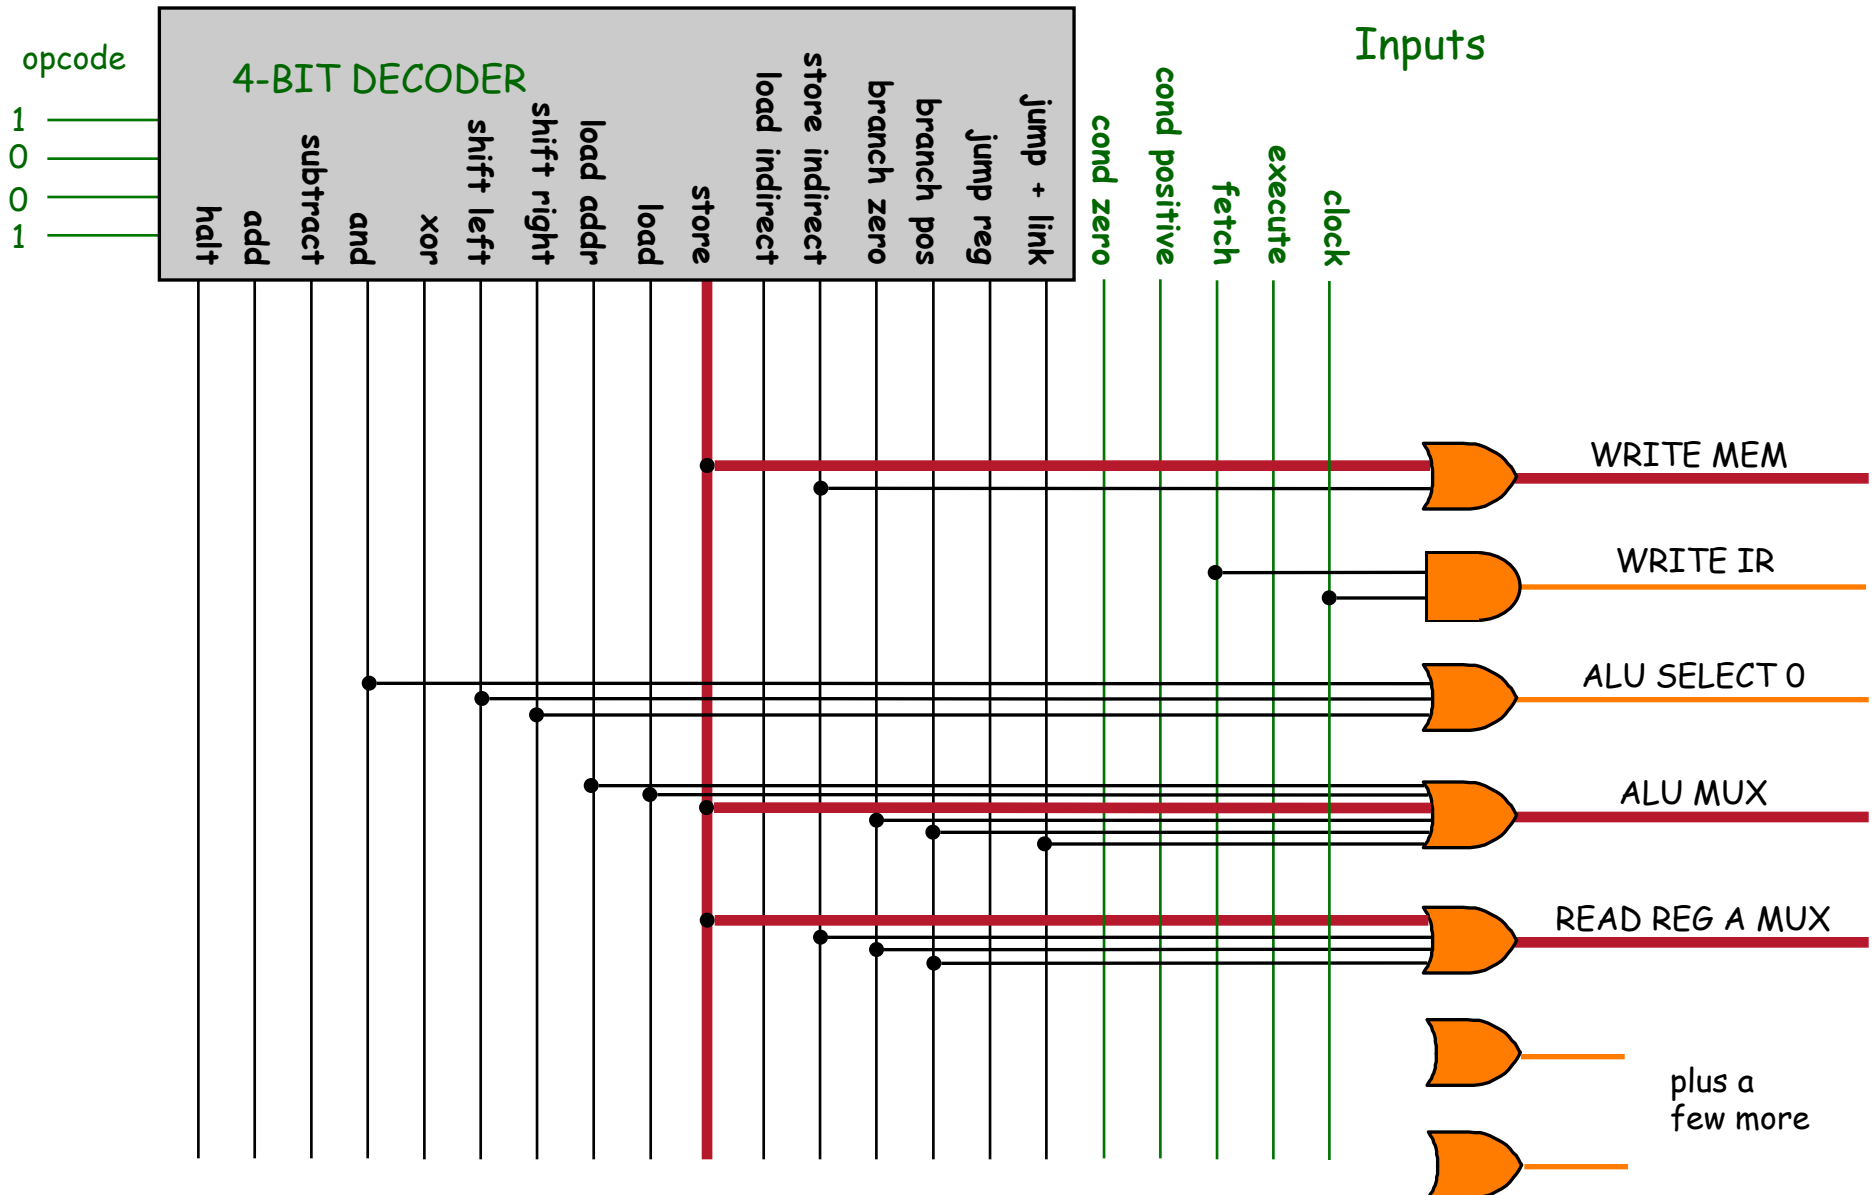 opcode
1
0
0
1
4-BIT DECODER
halt
add
subtract
and
xor
shift left
shift right
load addr
load
store
load indirect
store indirect
branch zero
branch pos
jump reg
jump + link
cond zero
cond positive
fetch
execute
clock
Inputs
WRITE MEM
WRITE IR
ALU SELECT 0
ALU MUX
READ REG A MUX
plus a
few more